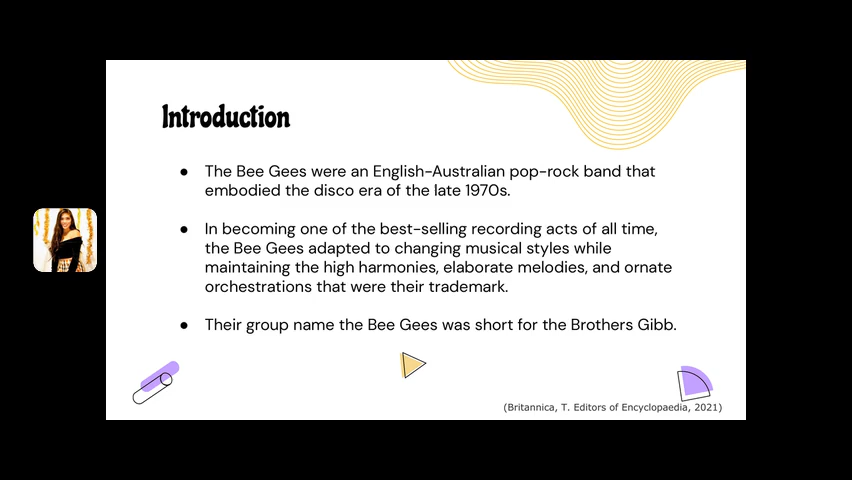 Introduction
● The Bee Gees were an English-Australian pop-rock band that
embodied the disco era of the late 1970s.
● In becoming one of the best-selling recording acts of all time,
the Bee Gees adapted to changing musical styles while
maintaining the high harmonies, elaborate melodies, and ornate
orchestrations that were their trademark.
● Their group name the Bee Gees was short for the Brothers Gibb.
(Britannica, T. Editors of Encyclopaedia, 2021)